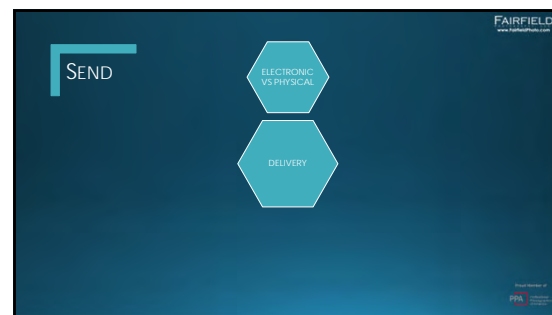 FAIRFIELD
www.FairfieldPhoto.com
SEND
ELECTRONIC
VS PHYSICAL
DELIVERY
Proud Member of
PPA